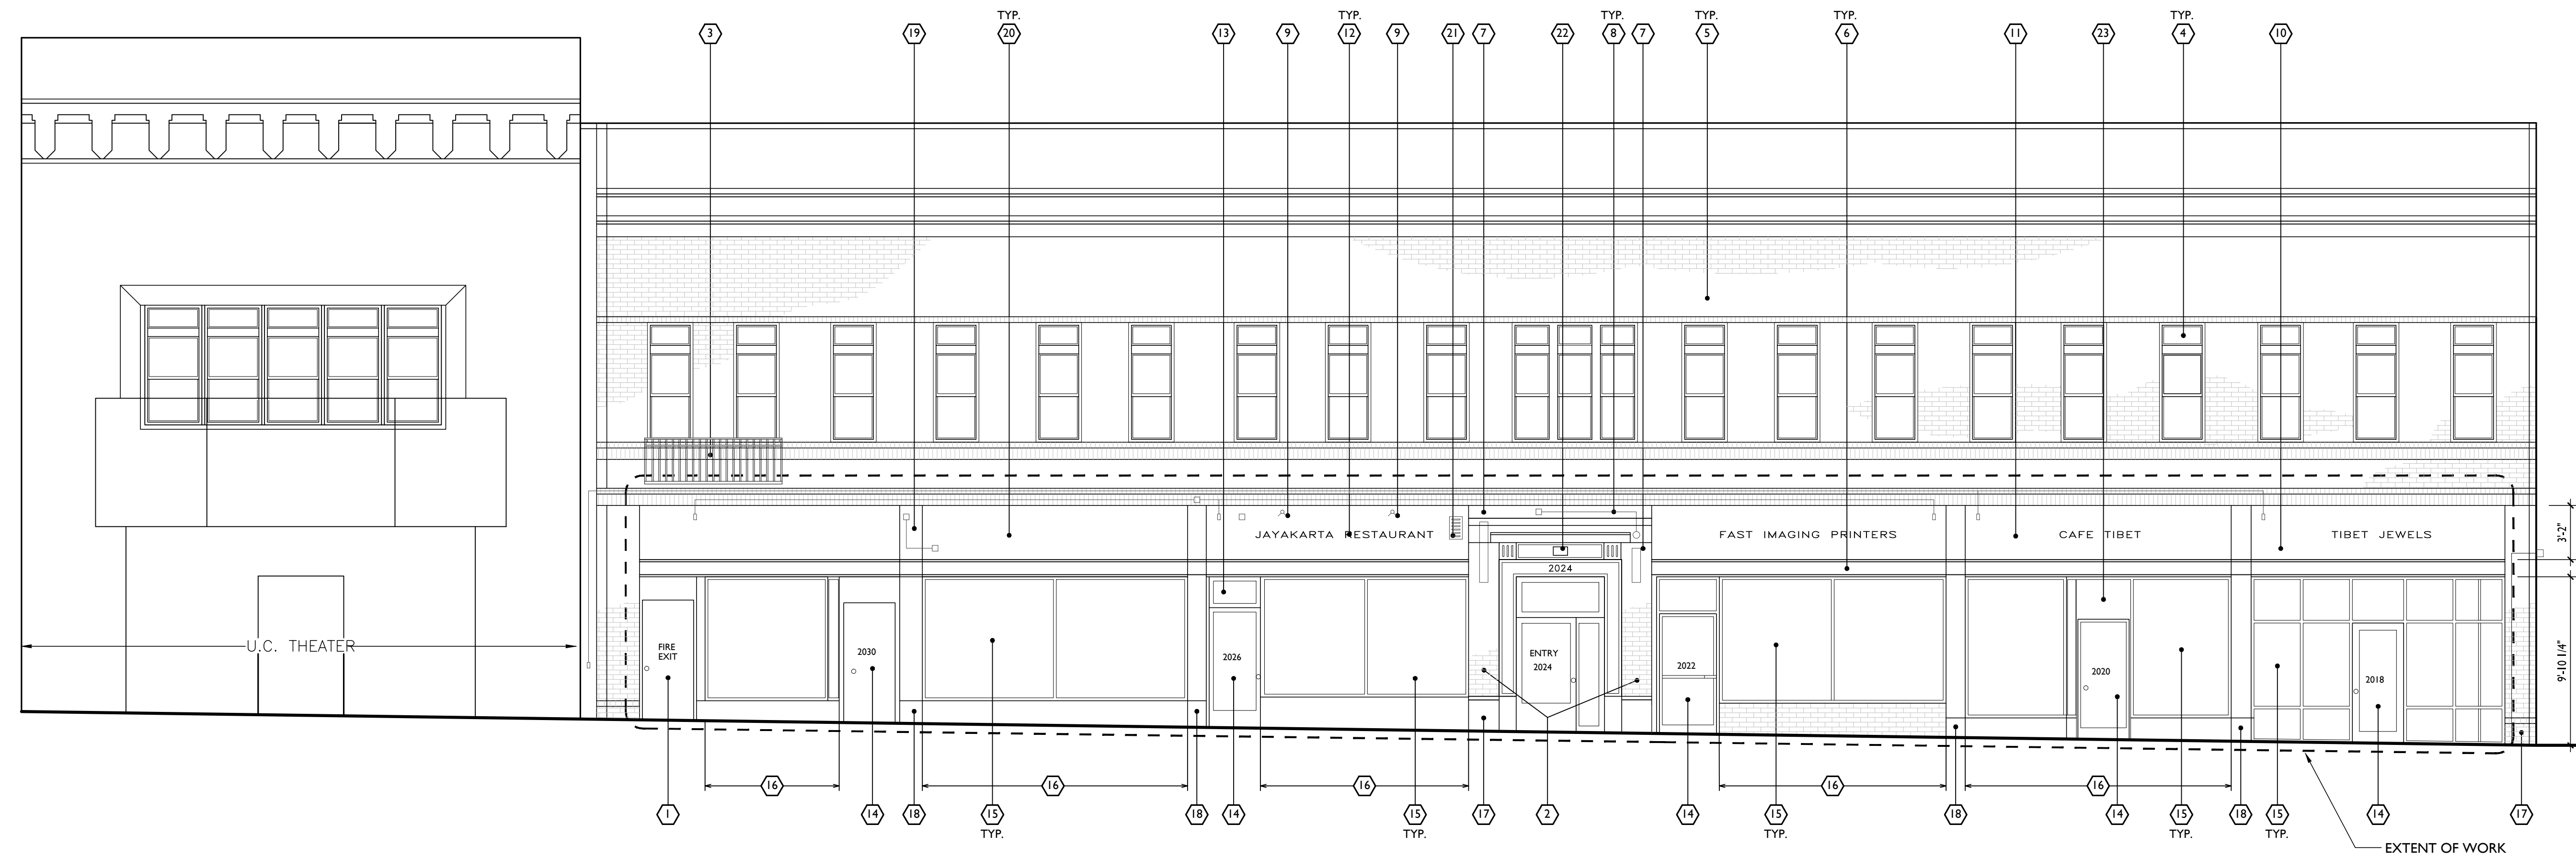 TYP. TYP. TYP. TYP. TYP. TYP.
3 19 20 13 9 12 9 21 7 22 8 7 5 6 11 23 4 10
JAYAKARTA RESTAURANT FAST IMAGING PRINTERS CAFE TIBET TIBET JEWELS
3'-2"
2024
U.C. THEATER
FIRE
EXIT
2030
2026
ENTRY
2024
2022
2020
2018
9'-10 1/4"
16 16 16 16 16
1 14 18 15 18 14 15 17 2 14 15 18 14 15 18 15 14 17
TYP. TYP. TYP. TYP. TYP.
EXTENT OF WORK